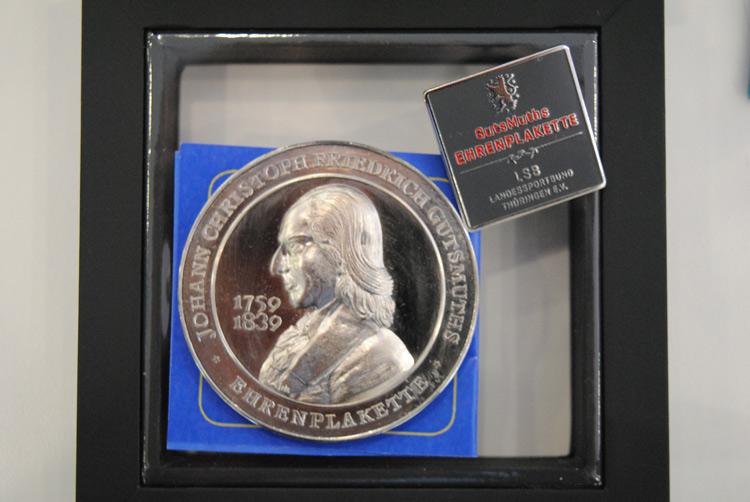 JOHANN CHRISTOPH FRIEDRICH GUTSMUTHS
1759
1839
EHRENPLAKETTE
GutsMuths
EHRENPLAKETTE
LSB
LANDESSPORTBUND
THÜRINGEN E.V.